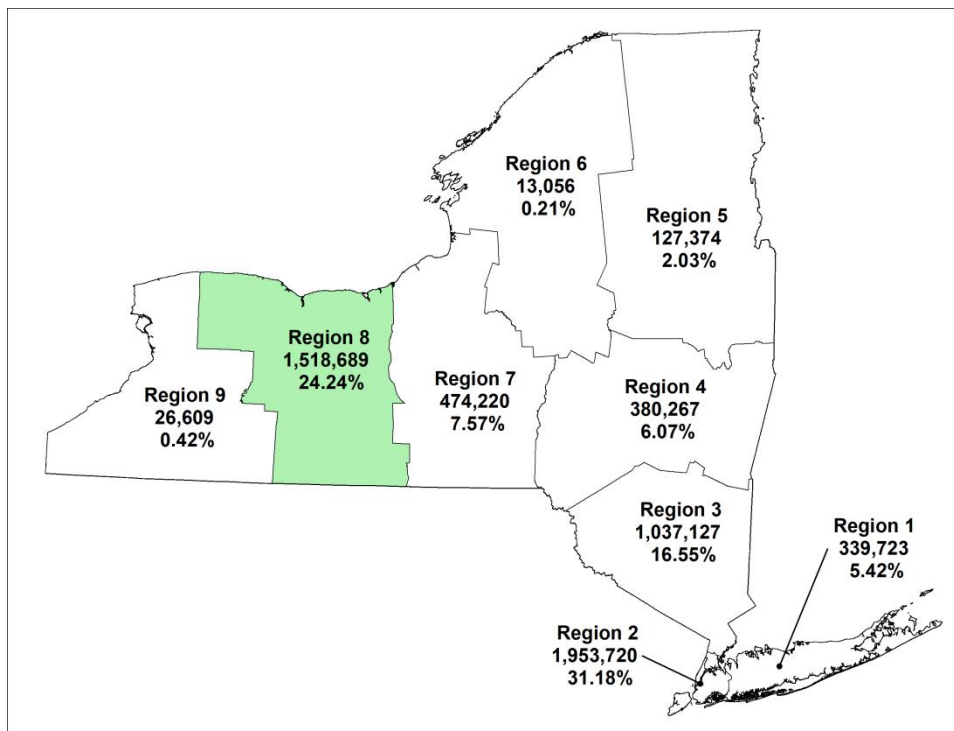 Region 6
13,056
0.21%
Region 5
127,374
2.03%
Region 8
1,518,689
24.24%
Region 7
474,220
7.57%
Region 4
380,267
6.07%
Region 9
26,609
0.42%
Region 3
1,037,127
16.55%
Region 1
339,723
5.42%
Region 2
1,953,720
31.18%